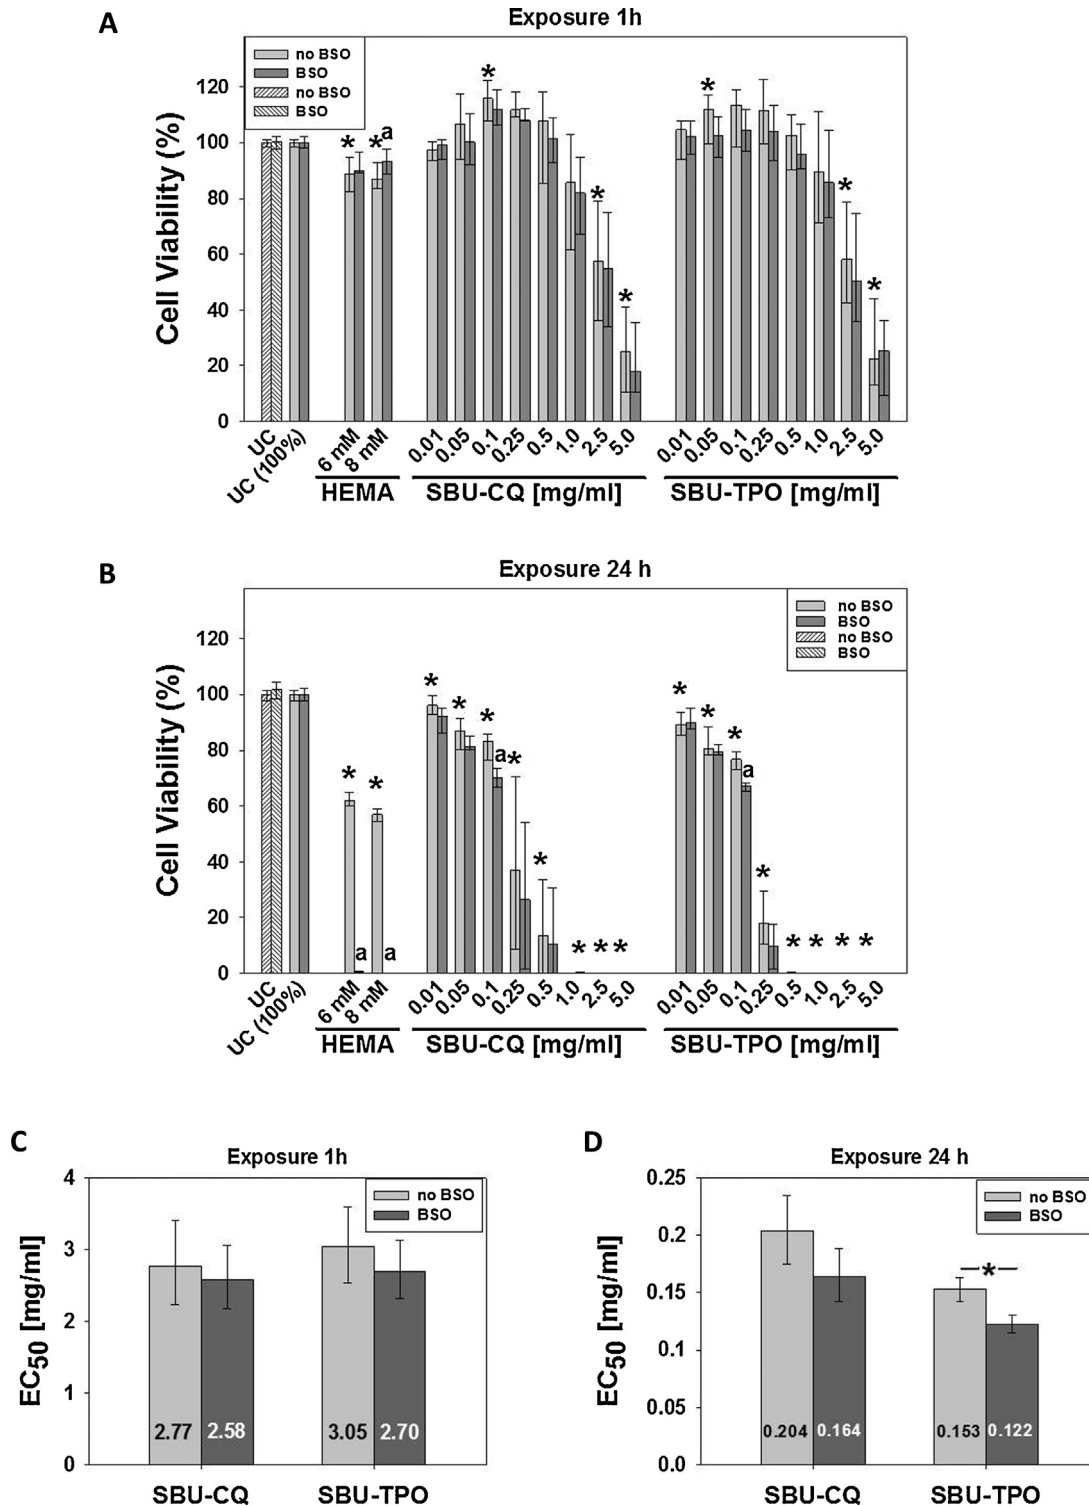 A
Exposure 1h
no BSO
BSO
no BSO
BSO
Cell Viability (%)
120
100
80
60
40
20
0
* * a * * * * * *
UC
UC (100%)
6 mM
8 mM
0.01
0.05
0.1
0.25
0.5
1.0
2.5
5.0
0.01
0.05
0.1
0.25
0.5
1.0
2.5
5.0
HEMA
SBU-CQ [mg/ml]
SBU-TPO [mg/ml]
B
Exposure 24 h
no BSO
BSO
no BSO
BSO
Cell Viability (%)
120
100
80
60
40
20
0
* a * a * * * a * * * * * * * * a * * * * *
UC
UC (100%)
6 mM
8 mM
0.01
0.05
0.1
0.25
0.5
1.0
2.5
5.0
0.01
0.05
0.1
0.25
0.5
1.0
2.5
5.0
HEMA
SBU-CQ [mg/ml]
SBU-TPO [mg/ml]
C
Exposure 1h
no BSO
BSO
EC50 [mg/ml]
4
3
2
1
0
2.77
2.58
3.05
2.70
SBU-CQ
SBU-TPO
D
Exposure 24 h
no BSO
BSO
EC50 [mg/ml]
0.25
0.2
0.15
0.1
0.05
0.0
*
0.204
0.164
0.153
0.122
SBU-CQ
SBU-TPO